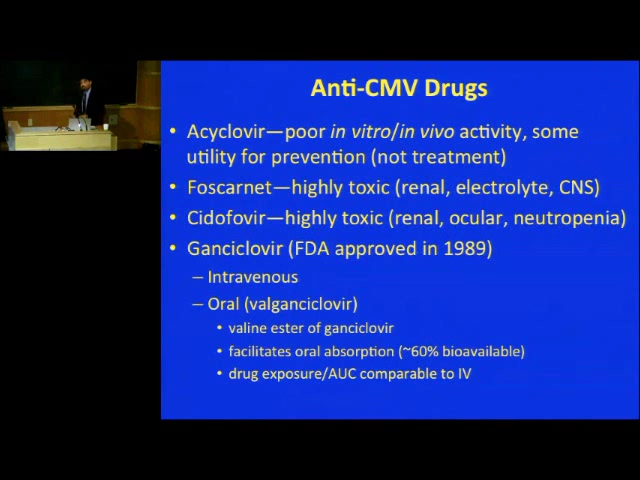 Anti-CMV Drugs
• Acyclovir—poor in vitro/in vivo activity, some
utility for prevention (not treatment)
• Foscarnet—highly toxic (renal, electrolyte, CNS)
• Cidofovir—highly toxic (renal, ocular, neutropenia)
• Ganciclovir (FDA approved in 1989)
– Intravenous
– Oral (valganciclovir)
• valine ester of ganciclovir
• facilitates oral absorption (~60% bioavailable)
• drug exposure/AUC comparable to IV